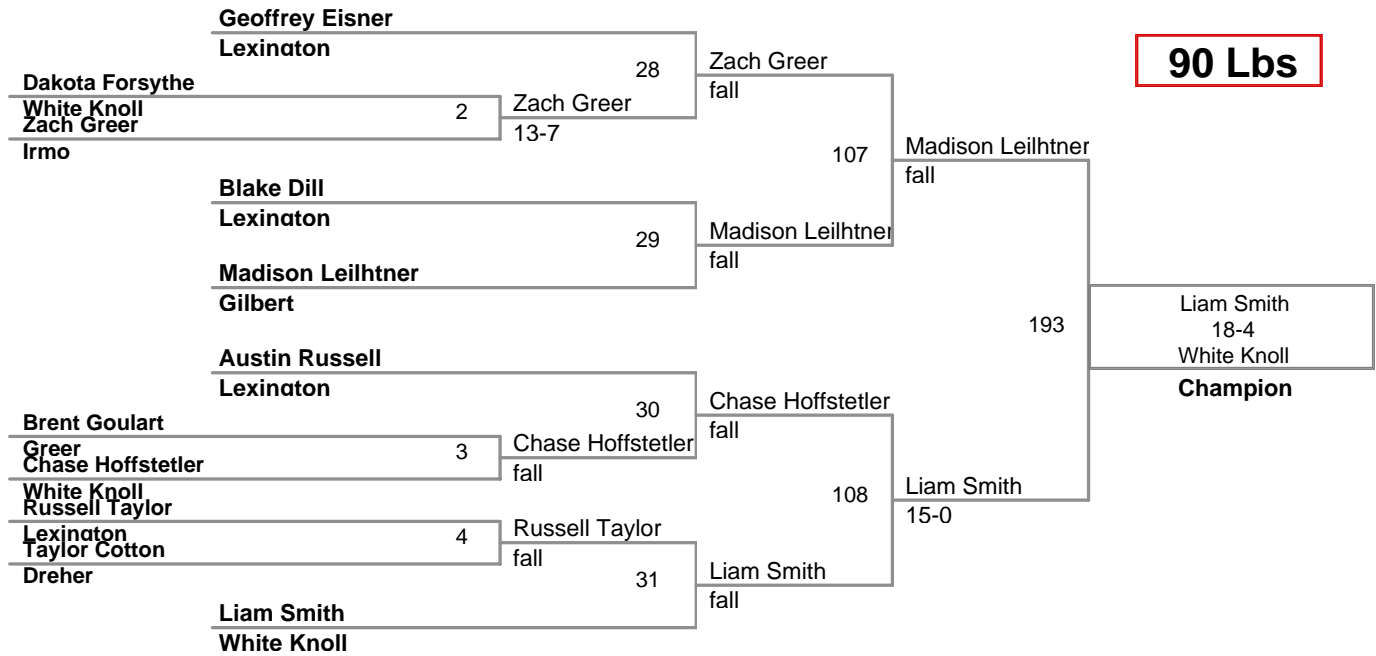 Geoffrey Eisner
Lexington
28
Zach Greer
fall
90 Lbs
Dakota Forsythe
White Knoll
2
Zach Greer
13-7
Zach Greer
Irmo
107
Madison Leilhtner
fall
Blake Dill
Lexington
29
Madison Leilhtner
fall
Madison Leilhtner
Gilbert
193
Liam Smith
18-4
White Knoll
Champion
Austin Russell
Lexington
30
Chase Hoffstetler
fall
Brent Goulart
Greer
3
Chase Hoffstetler
fall
Chase Hoffstetler
White Knoll
108
Liam Smith
15-0
Russell Taylor
Lexington
4
Russell Taylor
fall
Taylor Cotton
Dreher
31
Liam Smith
fall
Liam Smith
White Knoll